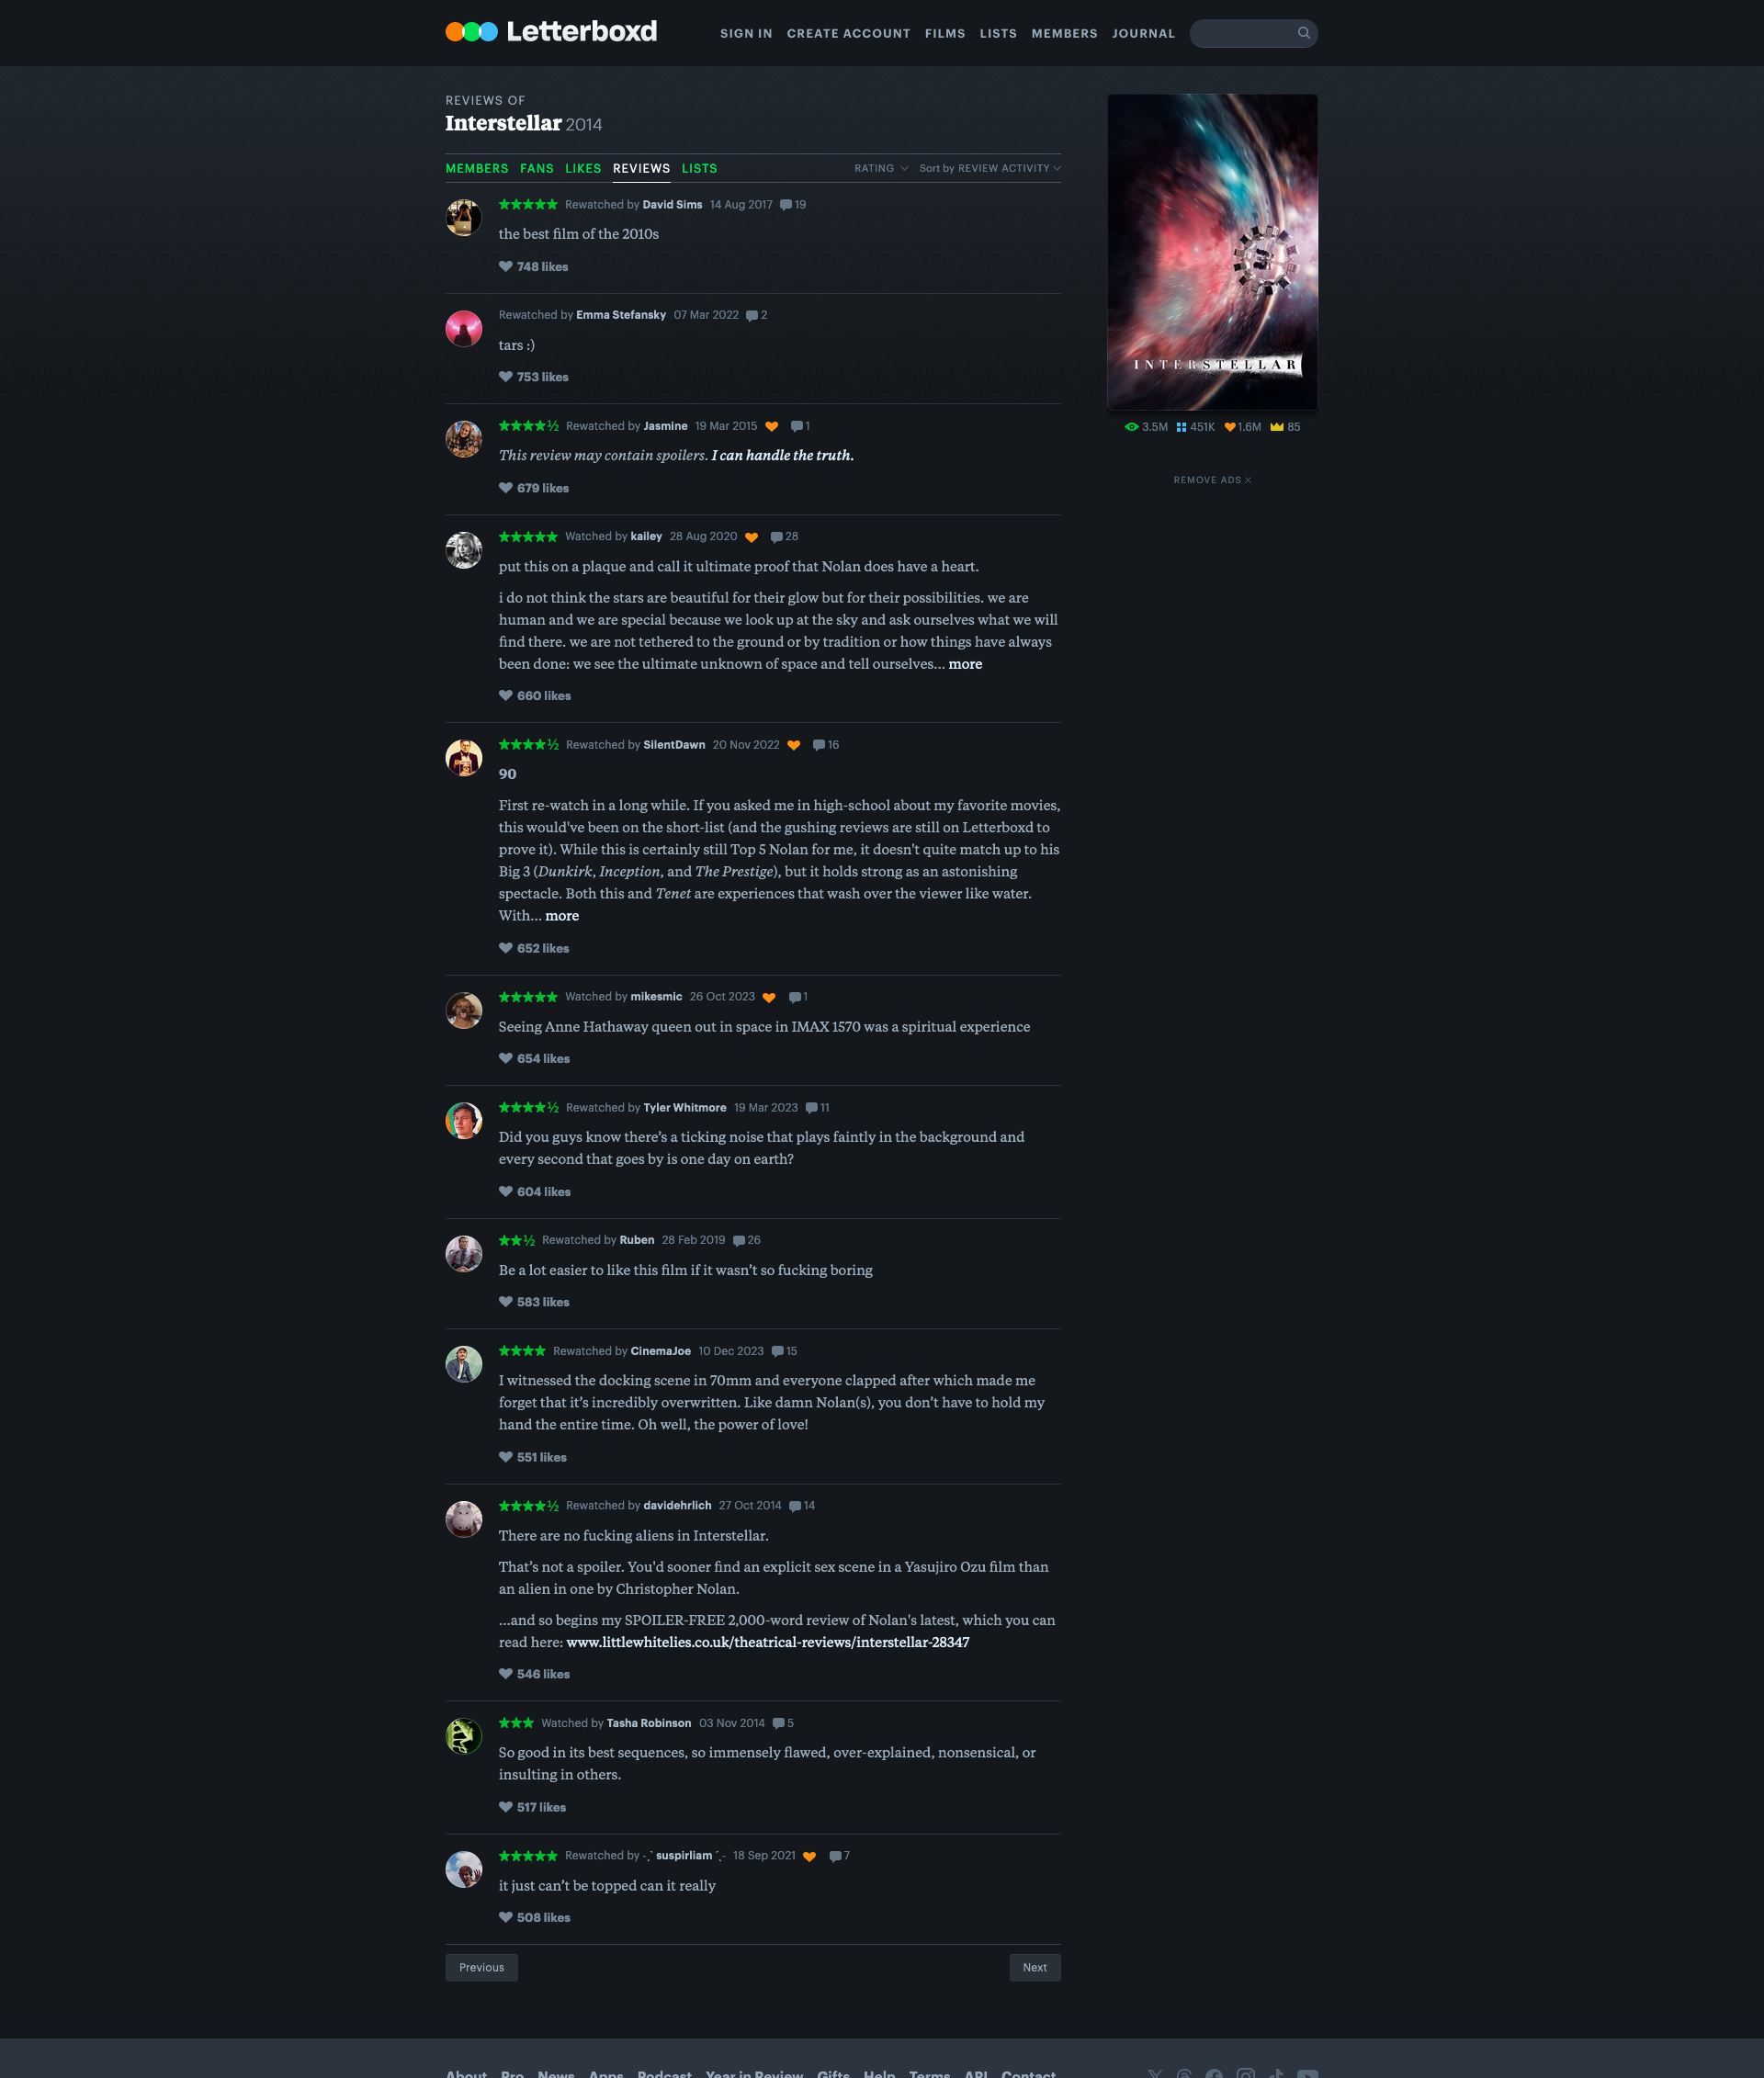 Letterboxd
SIGN IN CREATE ACCOUNT FILMS LISTS MEMBERS JOURNAL
REVIEWS OF
Interstellar 2014
MEMBERS FANS LIKES REVIEWS LISTS
RATING Sort by REVIEW ACTIVITY
★★★★★ Rewatched by David Sims 14 Aug 2017 19
the best film of the 2010s
748 likes
Rewatched by Emma Stefansky 07 Mar 2022 2
tars :)
753 likes
★★★★½ Rewatched by Jasmine 19 Mar 2015 1
This review may contain spoilers. I can handle the truth.
679 likes
★★★★★ Watched by kailey 28 Aug 2020 28
put this on a plaque and call it ultimate proof that Nolan does have a heart.
i do not think the stars are beautiful for their glow but for their possibilities. we are
human and we are special because we look up at the sky and ask ourselves what we will
find there. we are not tethered to the ground or by tradition or how things have always
been done: we see the ultimate unknown of space and tell ourselves... more
660 likes
★★★★½ Rewatched by SilentDawn 20 Nov 2022 16
90
First re-watch in a long while. If you asked me in high-school about my favorite movies,
this would've been on the short-list (and the gushing reviews are still on Letterboxd to
prove it). While this is certainly still Top 5 Nolan for me, it doesn't quite match up to his
Big 3 (Dunkirk, Inception, and The Prestige), but it holds strong as an astonishing
spectacle. Both this and Tenet are experiences that wash over the viewer like water.
With... more
652 likes
★★★★★ Watched by mikesmic 26 Oct 2023 1
Seeing Anne Hathaway queen out in space in IMAX 1570 was a spiritual experience
654 likes
★★★★½ Rewatched by Tyler Whitmore 19 Mar 2023 11
Did you guys know there’s a ticking noise that plays faintly in the background and
every second that goes by is one day on earth?
604 likes
★★½ Rewatched by Ruben 28 Feb 2019 26
Be a lot easier to like this film if it wasn’t so fucking boring
583 likes
★★★★ Rewatched by CinemaJoe 10 Dec 2023 15
I witnessed the docking scene in 70mm and everyone clapped after which made me
forget that it’s incredibly overwritten. Like damn Nolan(s), you don’t have to hold my
hand the entire time. Oh well, the power of love!
551 likes
★★★★½ Rewatched by davidehrlich 27 Oct 2014 14
There are no fucking aliens in Interstellar.
That’s not a spoiler. You'd sooner find an explicit sex scene in a Yasujiro Ozu film than
an alien in one by Christopher Nolan.
...and so begins my SPOILER-FREE 2,000-word review of Nolan's latest, which you can
read here: www.littlewhitelies.co.uk/theatrical-reviews/interstellar-28347
546 likes
★★★ Watched by Tasha Robinson 03 Nov 2014 5
So good in its best sequences, so immensely flawed, over-explained, nonsensical, or
insulting in others.
517 likes
★★★★★ Rewatched by -ˏˋ suspirliam ˊˎ- 18 Sep 2021 7
it just can’t be topped can it really
508 likes
Previous Next
INTERSTELLAR
3.5M 451K 1.6M 85
REMOVE ADS
About Pro News Apps Podcast Year in Review Gifts Help Terms API Contact